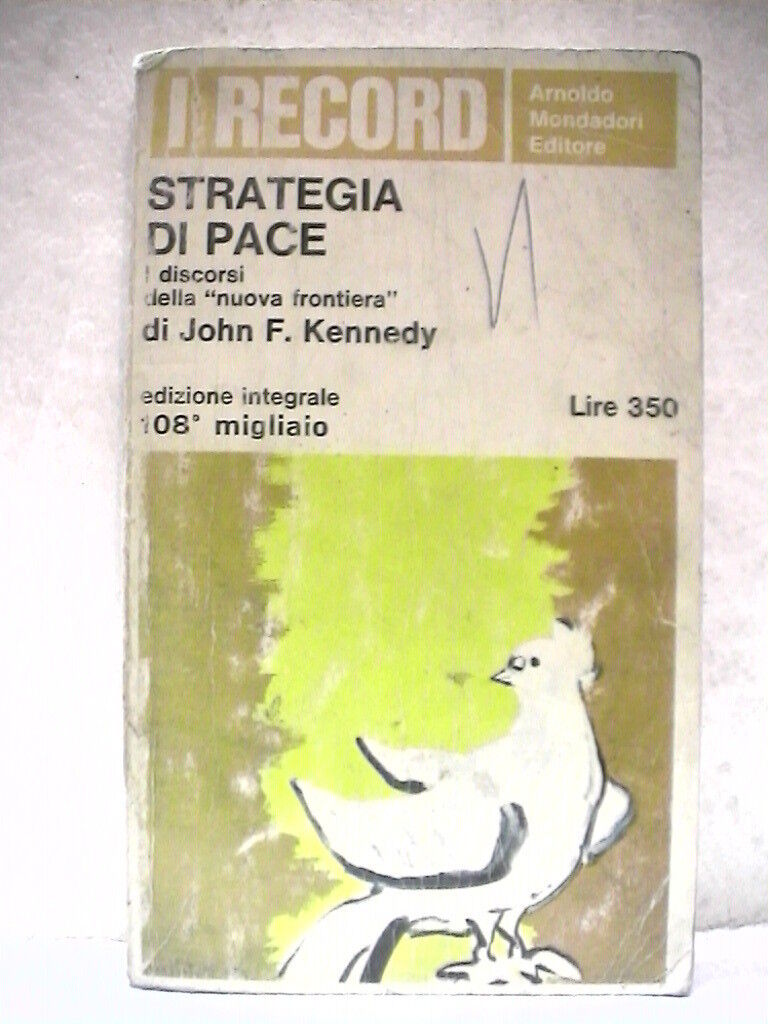 I RECORD
Arnoldo
Mondadori
Editore
STRATEGIA
DI PACE
I discorsi
della "nuova frontiera"
di John F. Kennedy
edizione integrale
108° migliaio
Lire 350